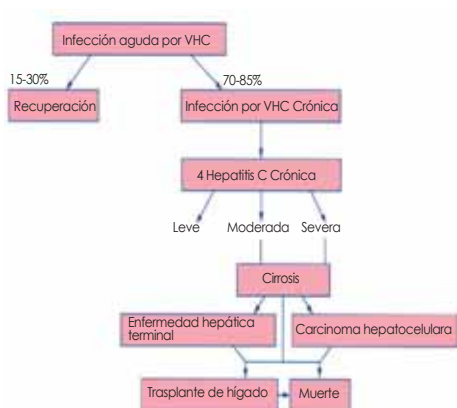 Infección aguda por VHC
15-30%
70-85%
Recuperación
Infección por VHC Crónica
4 Hepatitis C Crónica
Leve
Moderada
Severa
Cirrosis
Enfermedad hepática
terminal
Carcinoma hepatocelulara
Trasplante de hígado
Muerte